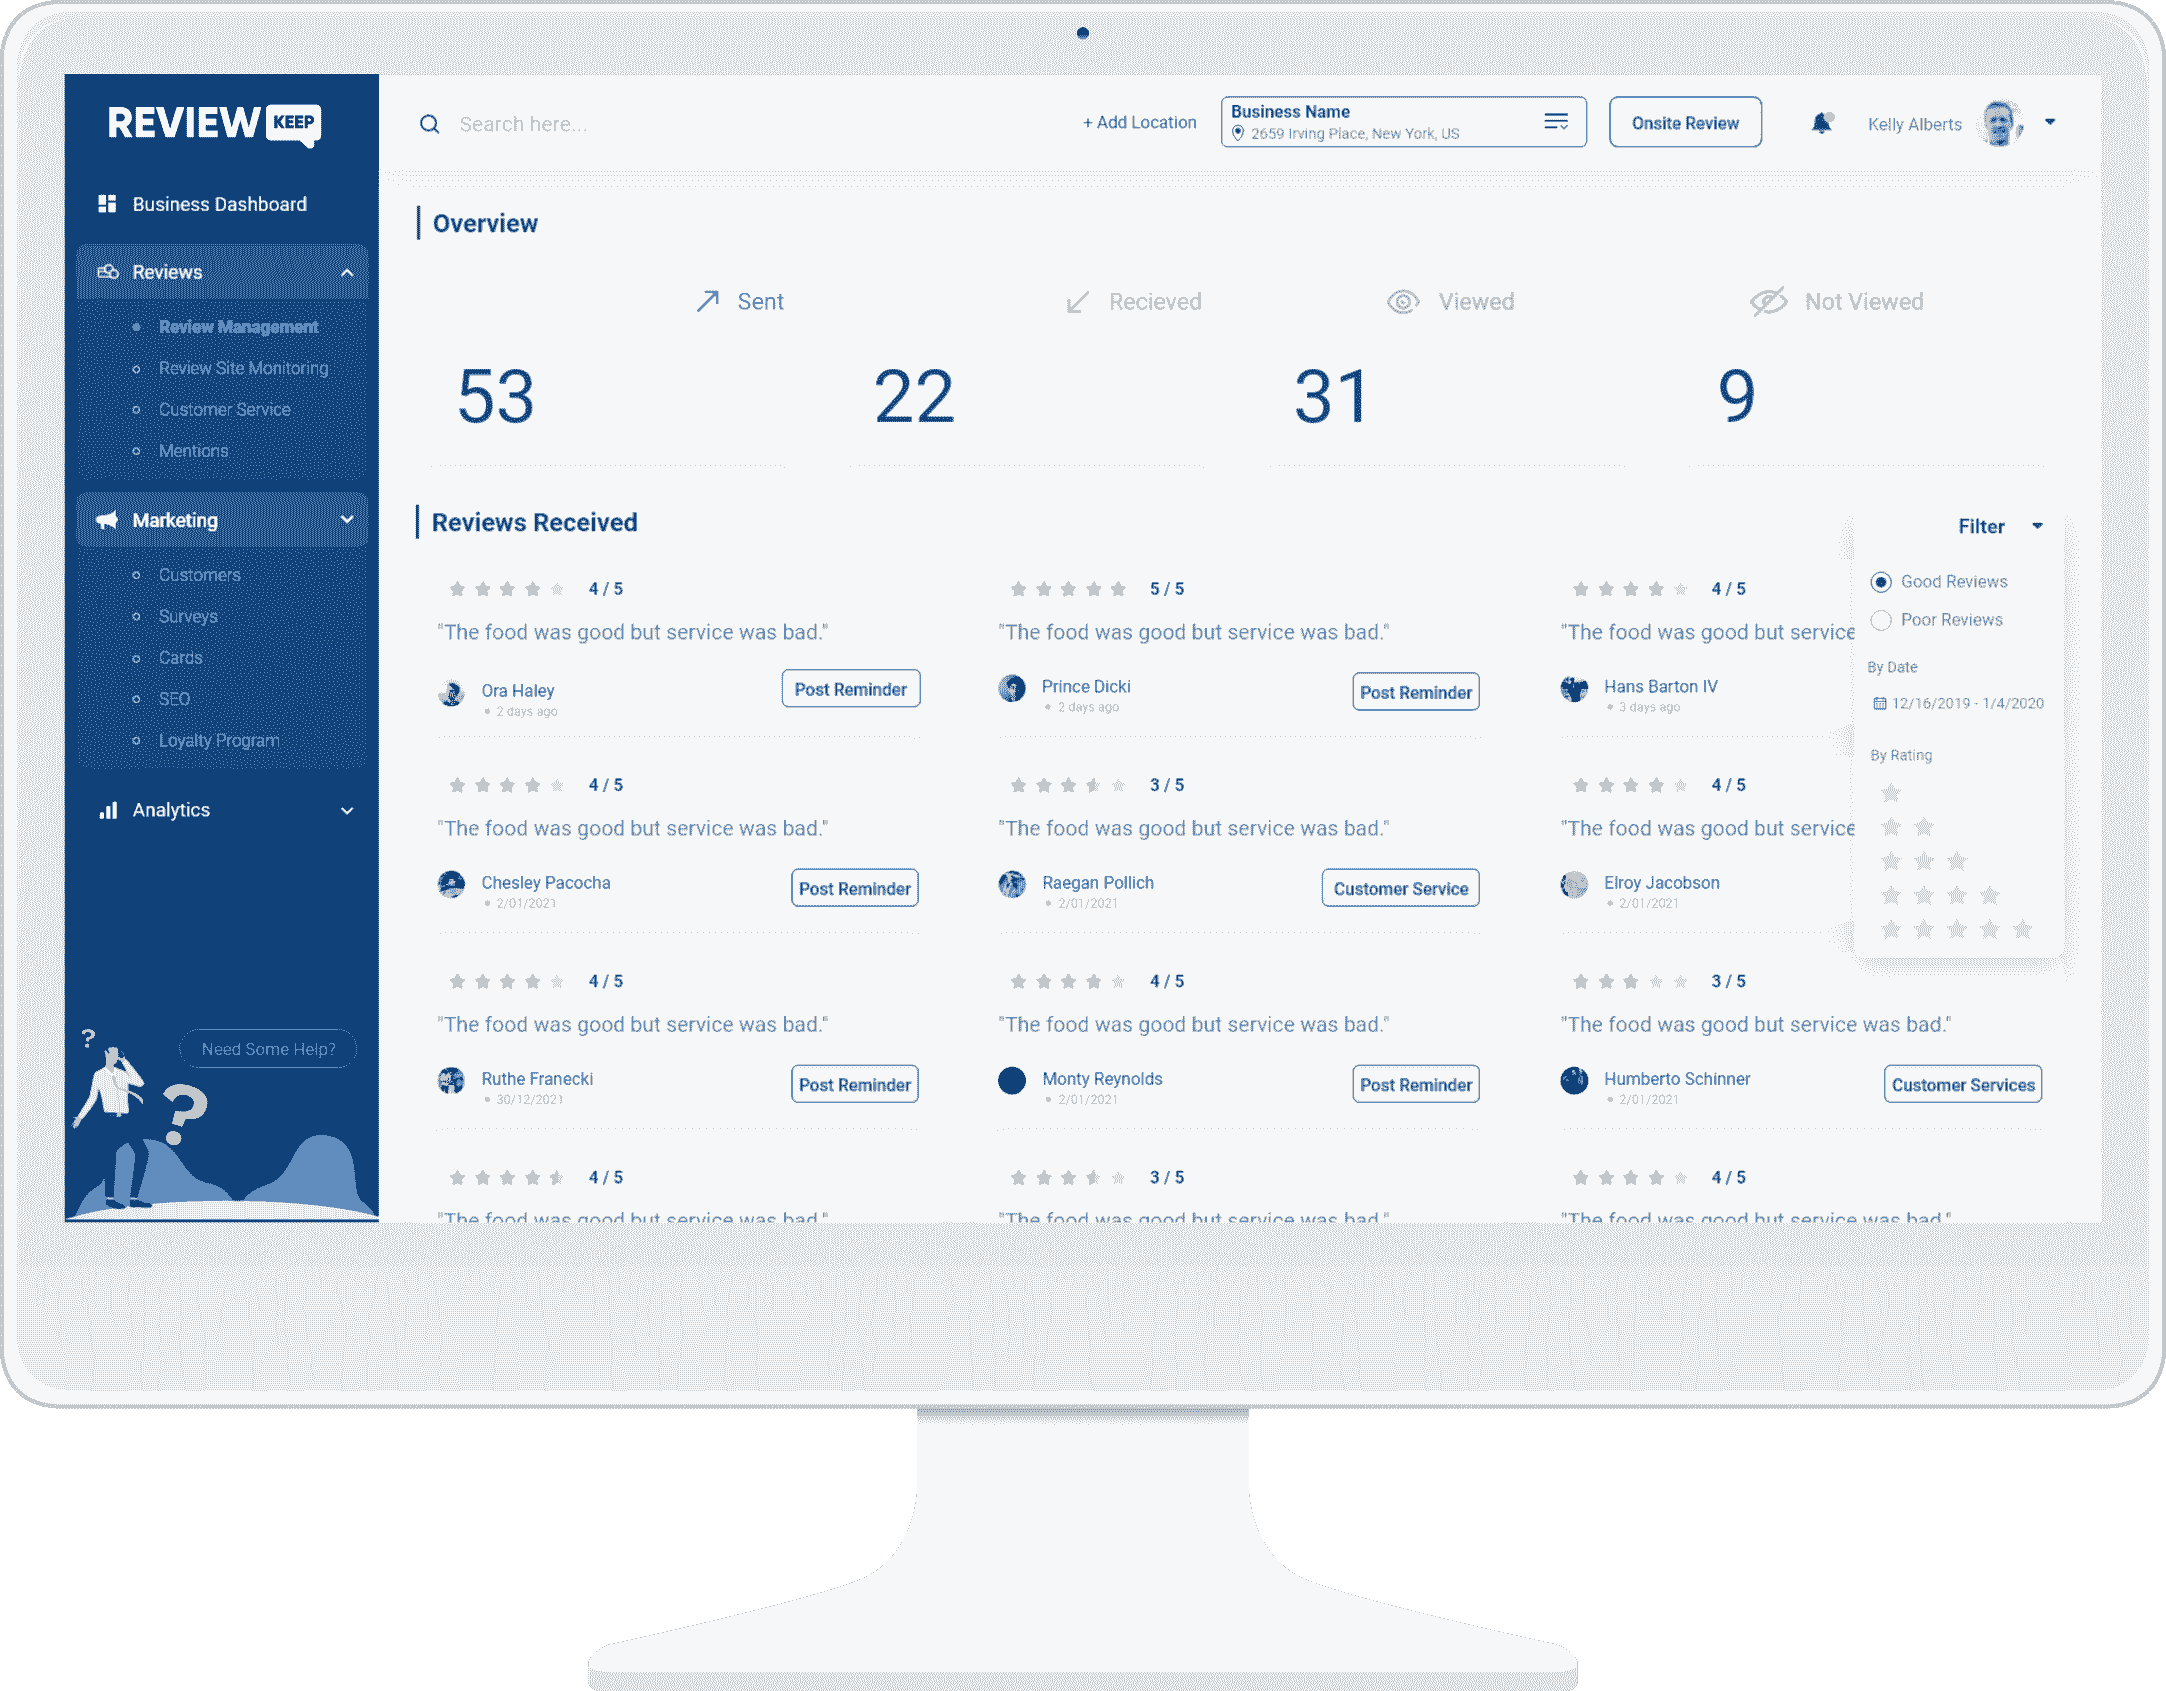 REVIEW KEEP
Search here...
+ Add Location
Business Name
2659 Irving Place, New York, US
Onsite Review
Kelly Alberts
Business Dashboard
Reviews
Review Management
Review Site Monitoring
Customer Service
Mentions
Marketing
Customers
Surveys
Cards
SEO
Loyalty Program
Analytics
?
Need Some Help?
?
Overview
Sent
Recieved
Viewed
Not Viewed
53
22
31
9
Reviews Received
Filter
Good Reviews
Poor Reviews
By Date
12/16/2019 - 1/4/2020
By Rating
4 / 5
5 / 5
4 / 5
"The food was good but service was bad."
"The food was good but service was bad."
"The food was good but service
Ora Haley
2 days ago
Post Reminder
Prince Dicki
2 days ago
Post Reminder
Hans Barton IV
3 days ago
4 / 5
3 / 5
4 / 5
"The food was good but service was bad."
"The food was good but service was bad."
"The food was good but service
Chesley Pacocha
2/01/2021
Post Reminder
Raegan Pollich
2/01/2021
Customer Service
Elroy Jacobson
2/01/2021
4 / 5
4 / 5
3 / 5
"The food was good but service was bad."
"The food was good but service was bad."
"The food was good but service was bad."
Ruthe Franecki
30/12/2021
Post Reminder
Monty Reynolds
2/01/2021
Post Reminder
Humberto Schinner
2/01/2021
Customer Services
4 / 5
3 / 5
4 / 5
"The food was good but service was bad."
"The food was good but service was bad."
"The food was good but service was bad."